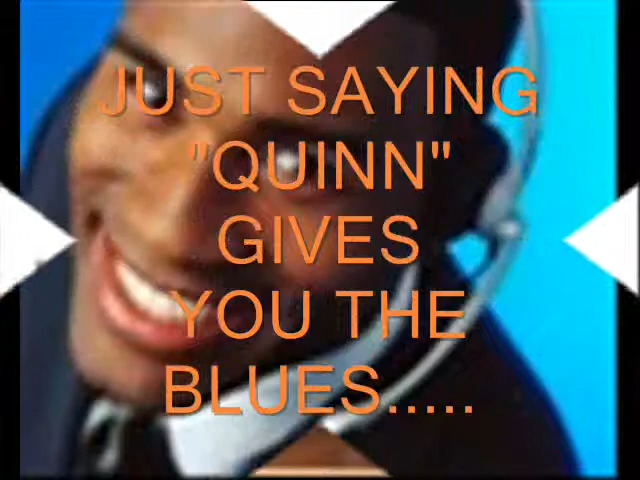 JUST SAYING
"QUINN"
GIVES
YOU THE
BLUES.....